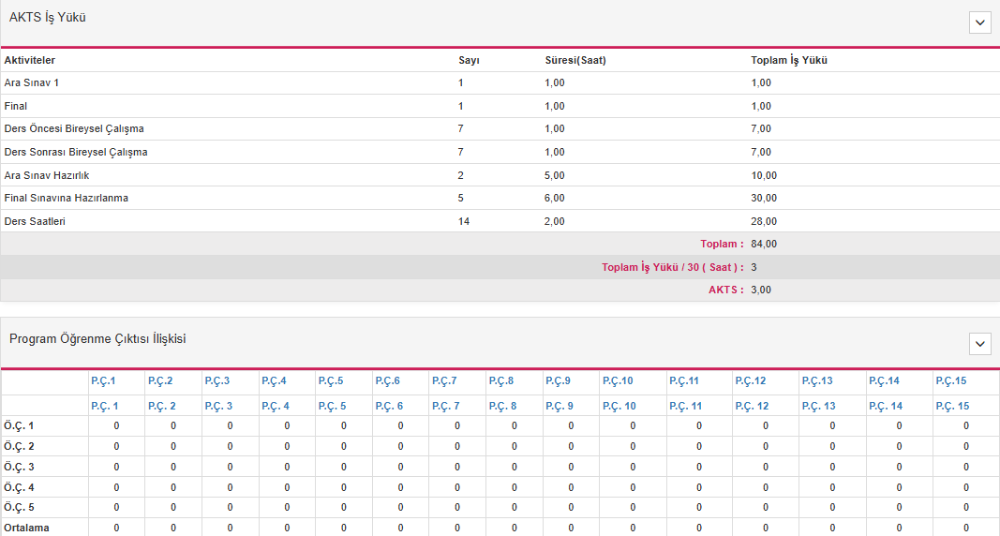 AKTS İş Yükü
Aktiviteler Sayı Süresi(Saat) Toplam İş Yükü
Ara Sınav 1 1 1,00 1,00
Final 1 1,00 1,00
Ders Öncesi Bireysel Çalışma 7 1,00 7,00
Ders Sonrası Bireysel Çalışma 7 1,00 7,00
Ara Sınav Hazırlık 2 5,00 10,00
Final Sınavına Hazırlanma 5 6,00 30,00
Ders Saatleri 14 2,00 28,00
Toplam : 84,00
Toplam İş Yükü / 30 ( Saat ) : 3
AKTS : 3,00
Program Öğrenme Çıktısı İlişkisi
P.Ç.1 P.Ç.2 P.Ç.3 P.Ç.4 P.Ç.5 P.Ç.6 P.Ç.7 P.Ç.8 P.Ç.9 P.Ç.10 P.Ç.11 P.Ç.12 P.Ç.13 P.Ç.14 P.Ç.15
P.Ç. 1 P.Ç. 2 P.Ç. 3 P.Ç. 4 P.Ç. 5 P.Ç. 6 P.Ç. 7 P.Ç. 8 P.Ç. 9 P.Ç. 10 P.Ç. 11 P.Ç. 12 P.Ç. 13 P.Ç. 14 P.Ç. 15
Ö.Ç. 1 0 0 0 0 0 0 0 0 0 0 0 0 0 0 0
Ö.Ç. 2 0 0 0 0 0 0 0 0 0 0 0 0 0 0 0
Ö.Ç. 3 0 0 0 0 0 0 0 0 0 0 0 0 0 0 0
Ö.Ç. 4 0 0 0 0 0 0 0 0 0 0 0 0 0 0 0
Ö.Ç. 5 0 0 0 0 0 0 0 0 0 0 0 0 0 0 0
Ortalama 0 0 0 0 0 0 0 0 0 0 0 0 0 0 0